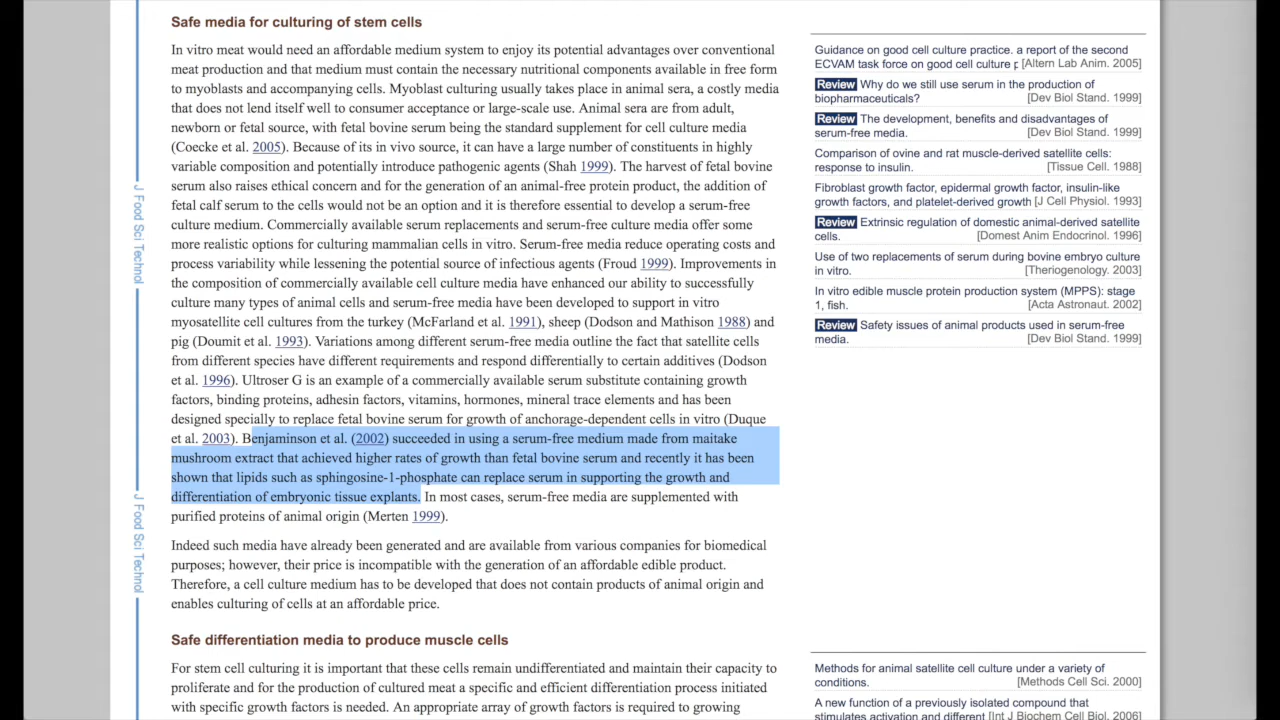 Safe media for culturing of stem cells
In vitro meat would need an affordable medium system to enjoy its potential advantages over conventional
meat production and that medium must contain the necessary nutritional components available in free form
to myoblasts and accompanying cells. Myoblast culturing usually takes place in animal sera, a costly media
that does not lend itself well to consumer acceptance or large-scale use. Animal sera are from adult,
newborn or fetal source, with fetal bovine serum being the standard supplement for cell culture media
(Coecke et al. 2005). Because of its in vivo source, it can have a large number of constituents in highly
variable composition and potentially introduce pathogenic agents (Shah 1999). The harvest of fetal bovine
serum also raises ethical concern and for the generation of an animal-free protein product, the addition of
fetal calf serum to the cells would not be an option and it is therefore essential to develop a serum-free
culture medium. Commercially available serum replacements and serum-free culture media offer some
more realistic options for culturing mammalian cells in vitro. Serum-free media reduce operating costs and
process variability while lessening the potential source of infectious agents (Froud 1999). Improvements in
the composition of commercially available cell culture media have enhanced our ability to successfully
culture many types of animal cells and serum-free media have been developed to support in vitro
myosatellite cell cultures from the turkey (McFarland et al. 1991), sheep (Dodson and Mathison 1988) and
pig (Doumit et al. 1993). Variations among different serum-free media outline the fact that satellite cells
from different species have different requirements and respond differentially to certain additives (Dodson
et al. 1996). Ultroser G is an example of a commercially available serum substitute containing growth
factors, binding proteins, adhesin factors, vitamins, hormones, mineral trace elements and has been
designed specially to replace fetal bovine serum for growth of anchorage-dependent cells in vitro (Duque
et al. 2003). Benjaminson et al. (2002) succeeded in using a serum-free medium made from maitake
mushroom extract that achieved higher rates of growth than fetal bovine serum and recently it has been
shown that lipids such as sphingosine-1-phosphate can replace serum in supporting the growth and
differentiation of embryonic tissue explants. In most cases, serum-free media are supplemented with
purified proteins of animal origin (Merten 1999).
Indeed such media have already been generated and are available from various companies for biomedical
purposes; however, their price is incompatible with the generation of an affordable edible product.
Therefore, a cell culture medium has to be developed that does not contain products of animal origin and
enables culturing of cells at an affordable price.
Safe differentiation media to produce muscle cells
For stem cell culturing it is important that these cells remain undifferentiated and maintain their capacity to
proliferate and for the production of cultured meat a specific and efficient differentiation process initiated
with specific growth factors is needed. An appropriate array of growth factors is required to growing
J Food Sci Technol
J Food Sci Technol
Guidance on good cell culture practice. a report of the second
ECVAM task force on good cell culture p [Altern Lab Anim. 2005]
Review Why do we still use serum in the production of
biopharmaceuticals? [Dev Biol Stand. 1999]
Review The development, benefits and disadvantages of
serum-free media. [Dev Biol Stand. 1999]
Comparison of ovine and rat muscle-derived satellite cells:
response to insulin. [Tissue Cell. 1988]
Fibroblast growth factor, epidermal growth factor, insulin-like
growth factors, and platelet-derived growth [J Cell Physiol. 1993]
Review Extrinsic regulation of domestic animal-derived satellite
cells. [Domest Anim Endocrinol. 1996]
Use of two replacements of serum during bovine embryo culture
in vitro. [Theriogenology. 2003]
In vitro edible muscle protein production system (MPPS): stage
1, fish. [Acta Astronaut. 2002]
Review Safety issues of animal products used in serum-free
media. [Dev Biol Stand. 1999]
Methods for animal satellite cell culture under a variety of
conditions. [Methods Cell Sci. 2000]
A new function of a previously isolated compound that
stimulates activation and different [Int J Biochem Cell Biol. 2006]